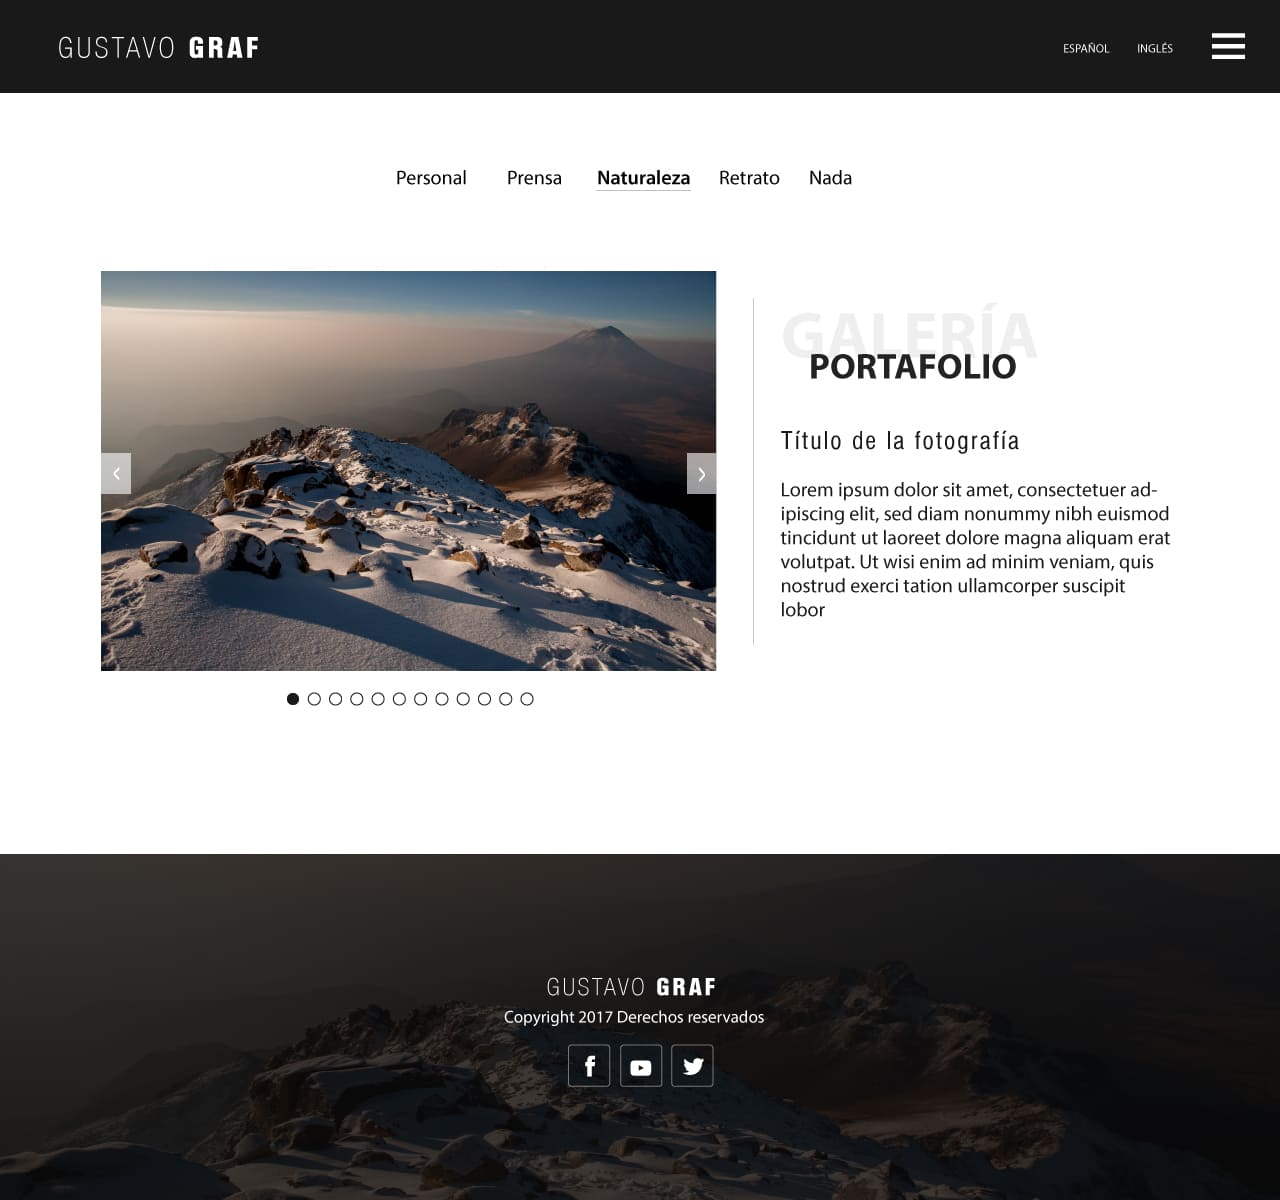 GUSTAVO GRAF
ESPAÑOL INGLÉS
Personal Prensa Naturaleza Retrato Nada
GALERÍA
PORTAFOLIO
Título de la fotografía
Lorem ipsum dolor sit amet, consectetuer ad-
ipiscing elit, sed diam nonummy nibh euismod
tincidunt ut laoreet dolore magna aliquam erat
volutpat. Ut wisi enim ad minim veniam, quis
nostrud exerci tation ullamcorper suscipit
lobor
GUSTAVO GRAF
Copyright 2017 Derechos reservados